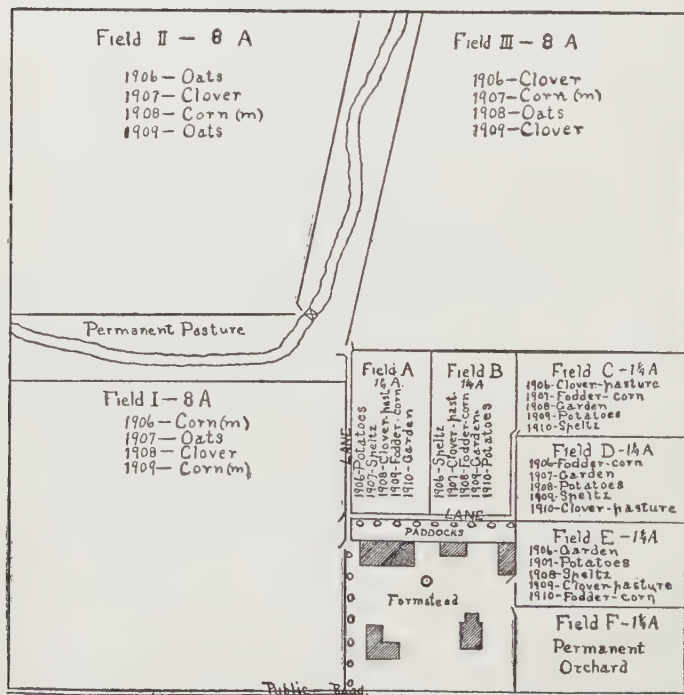 Field II — 8 A
1906 — Oats
1907 — Clover
1908 — Corn (m)
1909 — Oats
Field III — 8 A
1906 — Clover
1907 — Corn (m)
1908 — Oats
1909 — Clover
Permanent Pasture
Field I — 8 A
1906 — Corn (m)
1907 — Oats
1908 — Clover
1909 — Corn (m)
LANE
Field A
1¼ A.
1906-Potatoes
1907-Speltz
1908-Clover-past.
1909-Fodder-corn
1910-Garden
Field B
1¼ A
1906-Speltz
1907-Clover-past.
1908-Fodder-corn
1909-Garden
1910-Potatoes
Field C - 1¼ A
1906-Clover-pasture
1907-Fodder-corn
1908-Garden
1909-Potatoes
1910-Speltz
Field D - 1¼ A
1906-Fodder-corn
1907-Garden
1908-Potatoes
1909-Speltz
1910-Clover-pasture
LANE
PADDOCKS
Field E - 1¼ A
1906-Garden
1907-Potatoes
1908-Speltz
1909-Clover-pasture
1910-Fodder-corn
Farmstead
Field F - 1¼ A
Permanent
Orchard
Public Road.